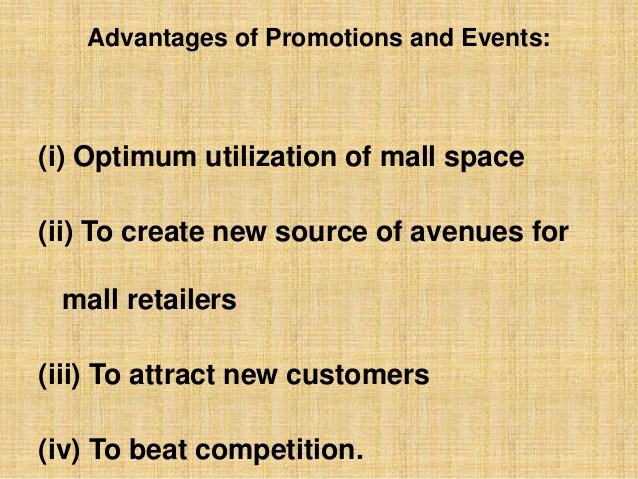 Advantages of Promotions and Events:
(i) Optimum utilization of mall space
(ii) To create new source of avenues for
mall retailers
(iii) To attract new customers
(iv) To beat competition.